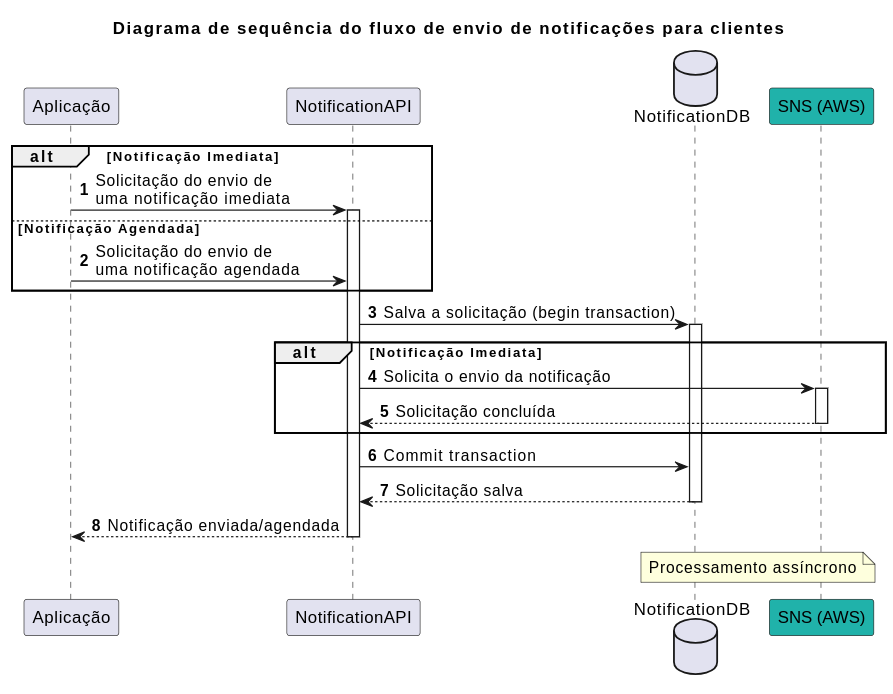 Diagrama de sequência do fluxo de envio de notificações para clientes
Aplicação
NotificationAPI
NotificationDB
SNS (AWS)
alt [Notificação Imediata]
1 Solicitação do envio de
uma notificação imediata
[Notificação Agendada]
2 Solicitação do envio de
uma notificação agendada
3 Salva a solicitação (begin transaction)
alt [Notificação Imediata]
4 Solicita o envio da notificação
5 Solicitação concluída
6 Commit transaction
7 Solicitação salva
8 Notificação enviada/agendada
Processamento assíncrono
Aplicação
NotificationAPI
NotificationDB
SNS (AWS)